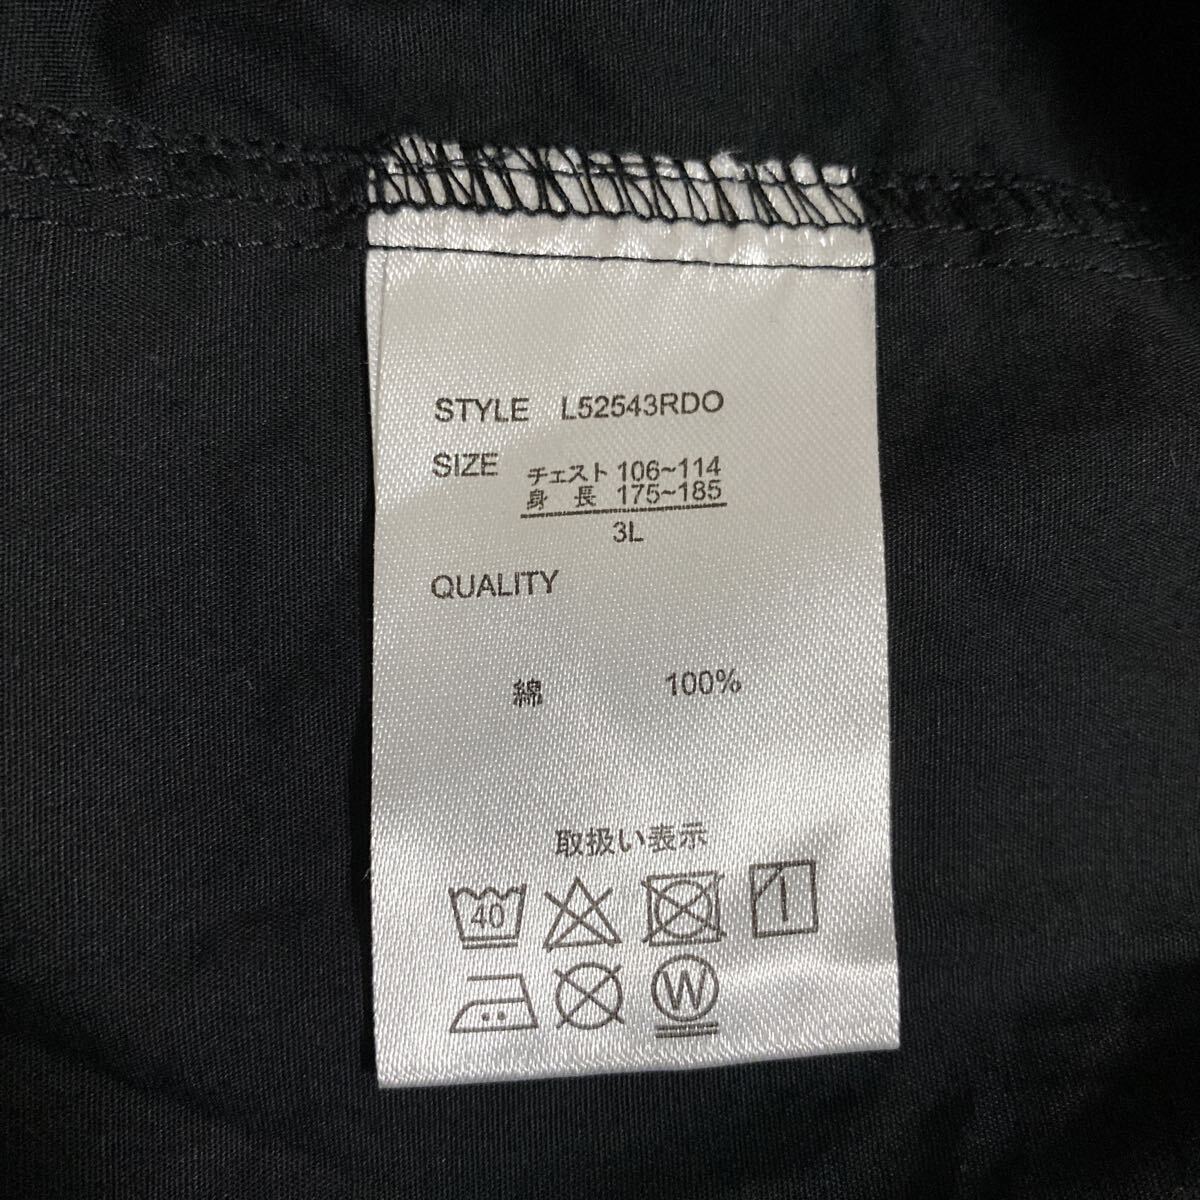 STYLE L52543RDO
SIZE チェスト 106~114
身長 175~185
3L
QUALITY
綿 100%
取扱い表示
40
W